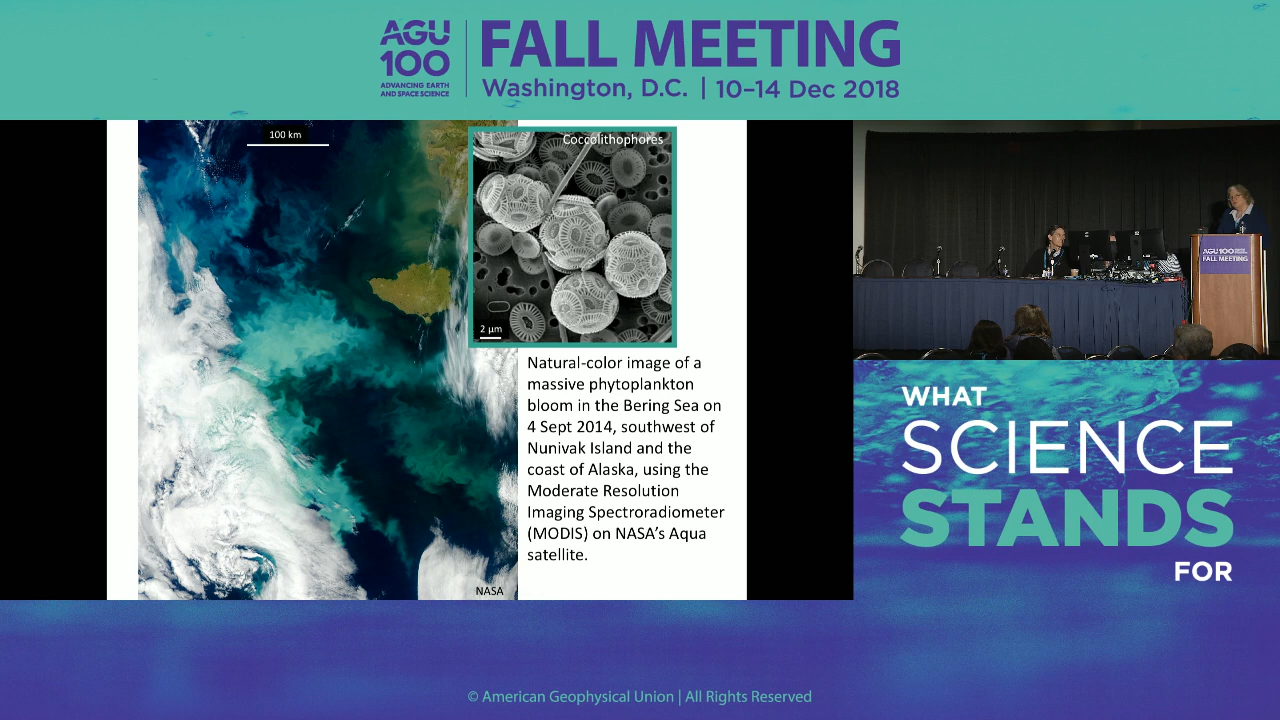 AGU
100
ADVANCING EARTH
AND SPACE SCIENCE
FALL MEETING
Washington, D.C. | 10–14 Dec 2018
100 km
Coccolithophores
2 μm
Natural-color image of a
massive phytoplankton
bloom in the Bering Sea on
4 Sept 2014, southwest of
Nunivak Island and the
coast of Alaska, using the
Moderate Resolution
Imaging Spectroradiometer
(MODIS) on NASA's Aqua
satellite.
NASA
AGU100
FALL MEETING
WHAT
SCIENCE
STANDS
FOR
© American Geophysical Union | All Rights Reserved